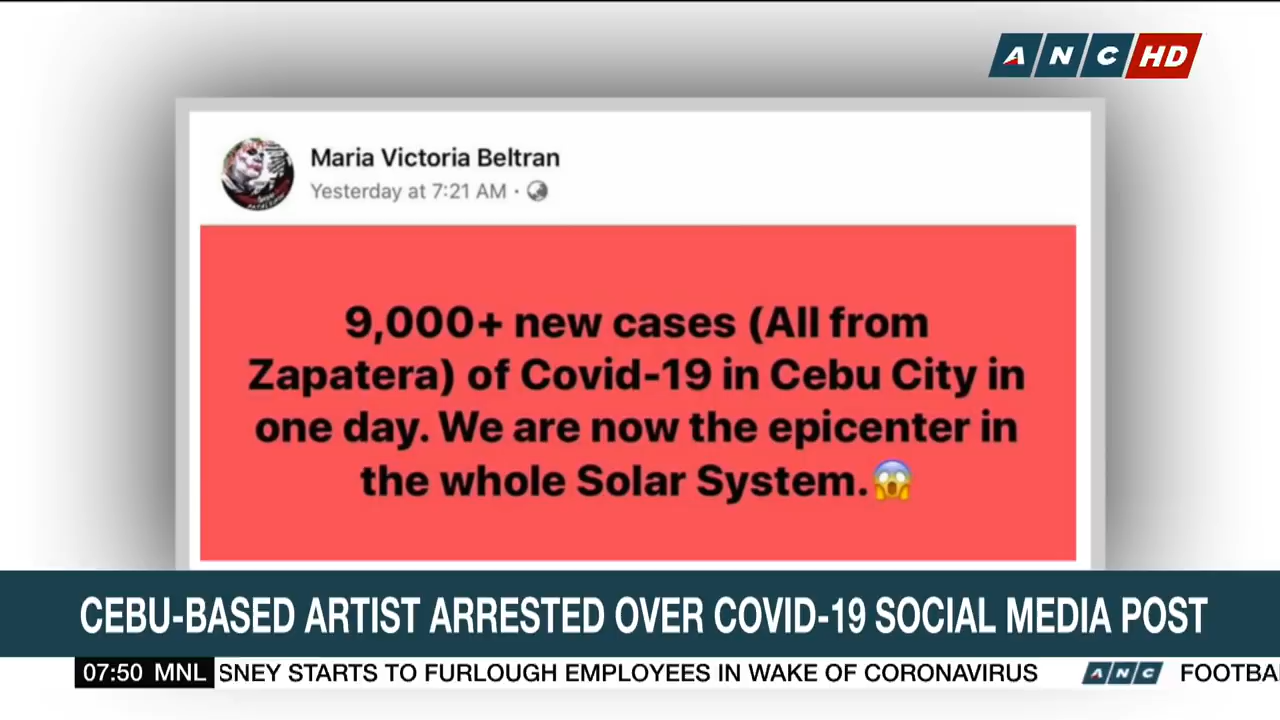 ANC HD
Maria Victoria Beltran
Yesterday at 7:21 AM ·
9,000+ new cases (All from
Zapatera) of Covid-19 in Cebu City in
one day. We are now the epicenter in
the whole Solar System.😱
CEBU-BASED ARTIST ARRESTED OVER COVID-19 SOCIAL MEDIA POST
07:50 MNL SNEY STARTS TO FURLOUGH EMPLOYEES IN WAKE OF CORONAVIRUS ANC FOOTBA